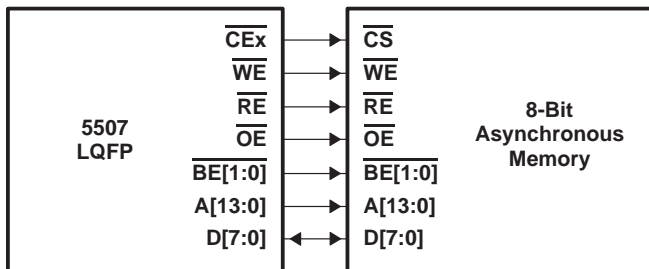 CEx
CS
WE
WE
RE
RE
OE
OE
BE[1:0]
BE[1:0]
A[13:0]
A[13:0]
D[7:0]
D[7:0]
5507
LQFP
8-Bit
Asynchronous
Memory